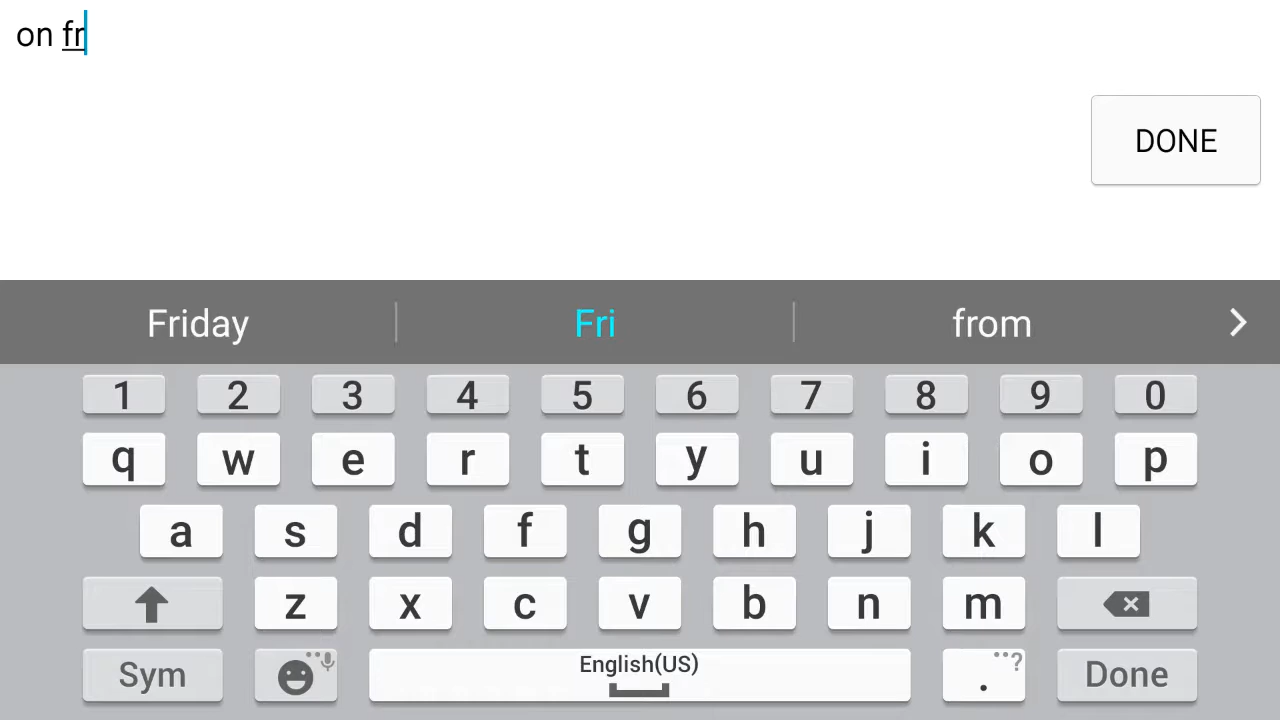 on fr
DONE
Friday Fri from
1 2 3 4 5 6 7 8 9 0
q w e r t y u i o p
a s d f g h j k l
z x c v b n m
Sym English(US) . ? Done